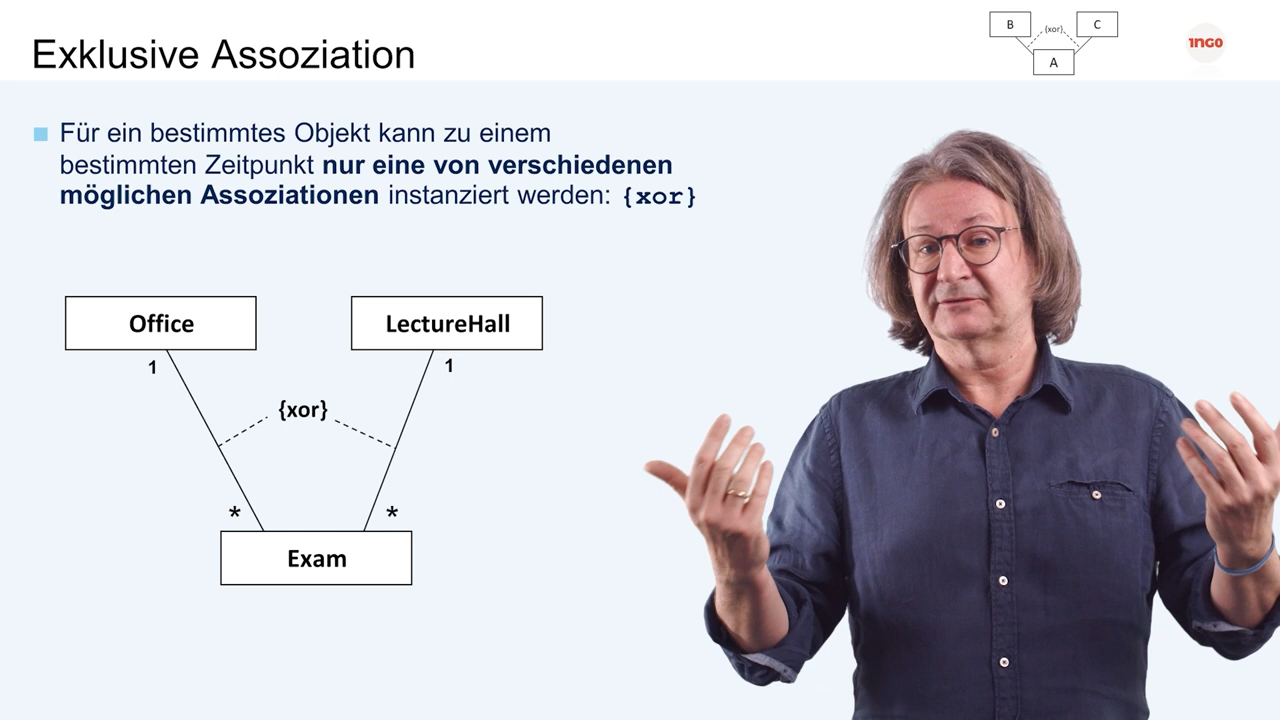 Exklusive Assoziation
B
{xor}
C
A
1NG0
Für ein bestimmtes Objekt kann zu einem
bestimmten Zeitpunkt nur eine von verschiedenen
möglichen Assoziationen instanziert werden: {xor}
Office
LectureHall
1
1
{xor}
*
*
Exam